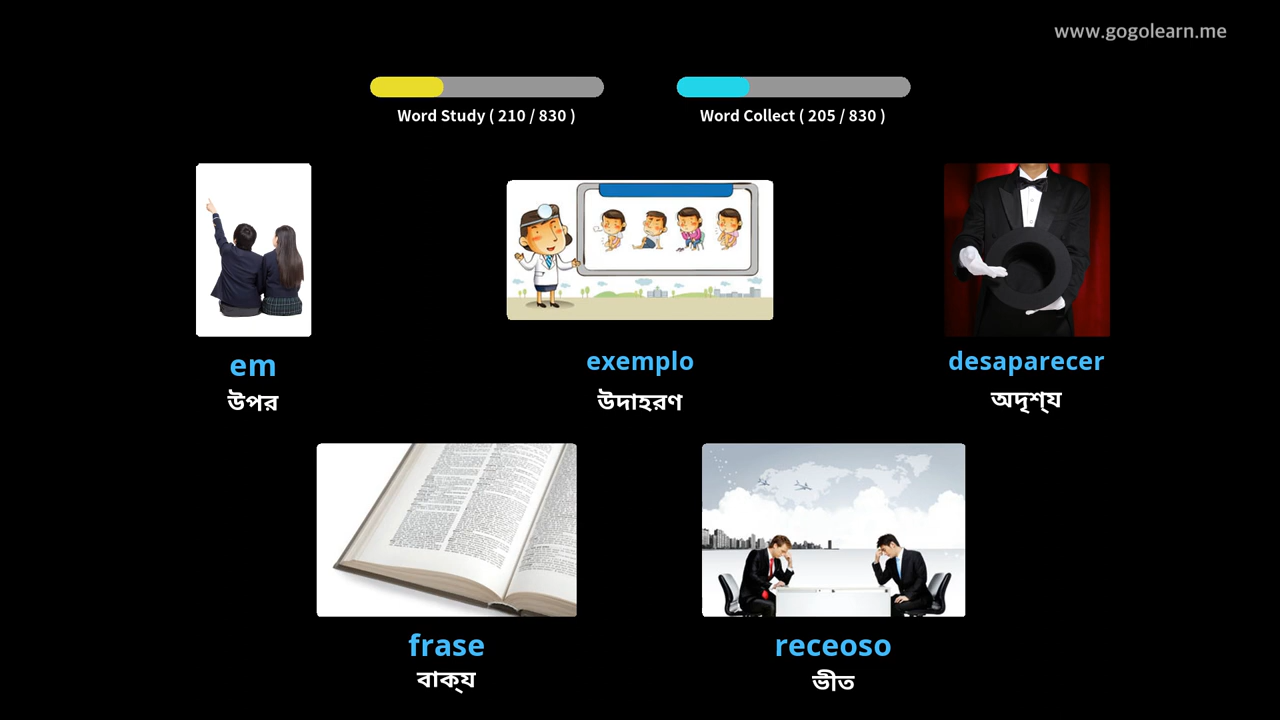 www.gogolearn.me
Word Study ( 210 / 830 )
Word Collect ( 205 / 830 )
em
উপর
exemplo
উদাহরণ
desaparecer
অদৃশ্য
frase
বাক্য
receoso
ভীত